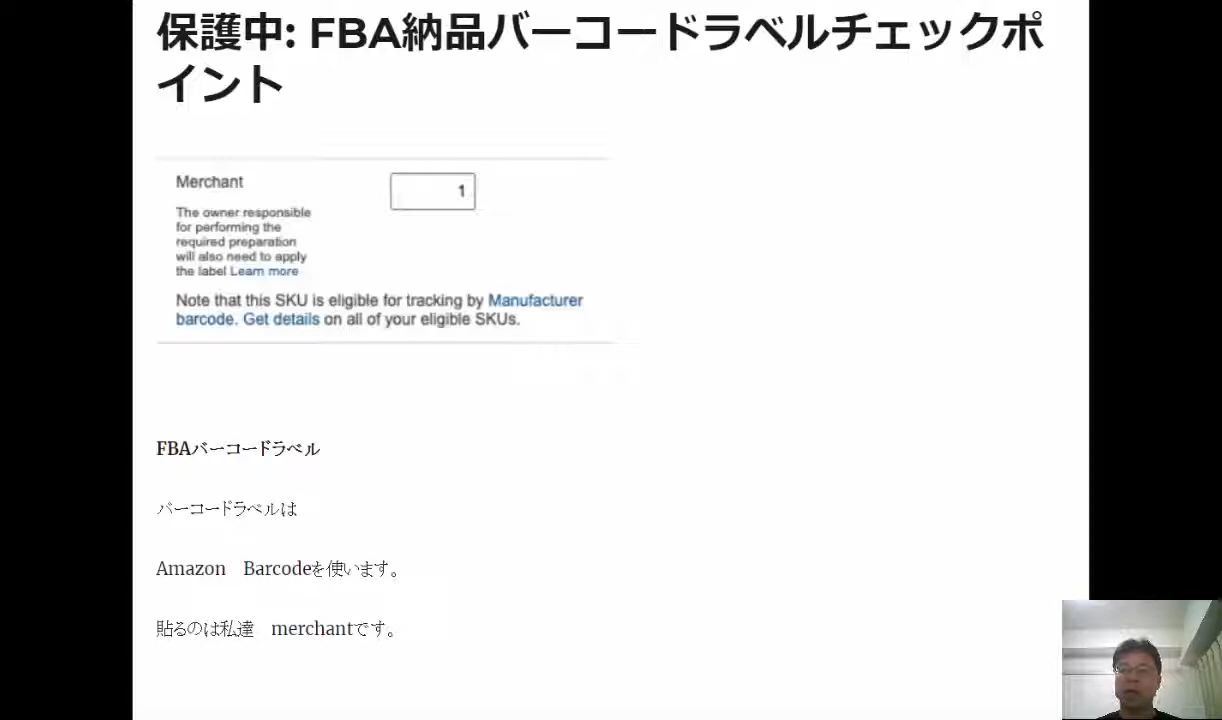 保護中: FBA納品バーコードラベルチェックポ
イント
Merchant
1
The owner responsible
for performing the
required preparation
will also need to apply
the label Learn more
Note that this SKU is eligible for tracking by Manufacturer
barcode. Get details on all of your eligible SKUs.
FBAバーコードラベル
バーコードラベルは
Amazon　Barcodeを使います。
貼るのは私達　merchantです。